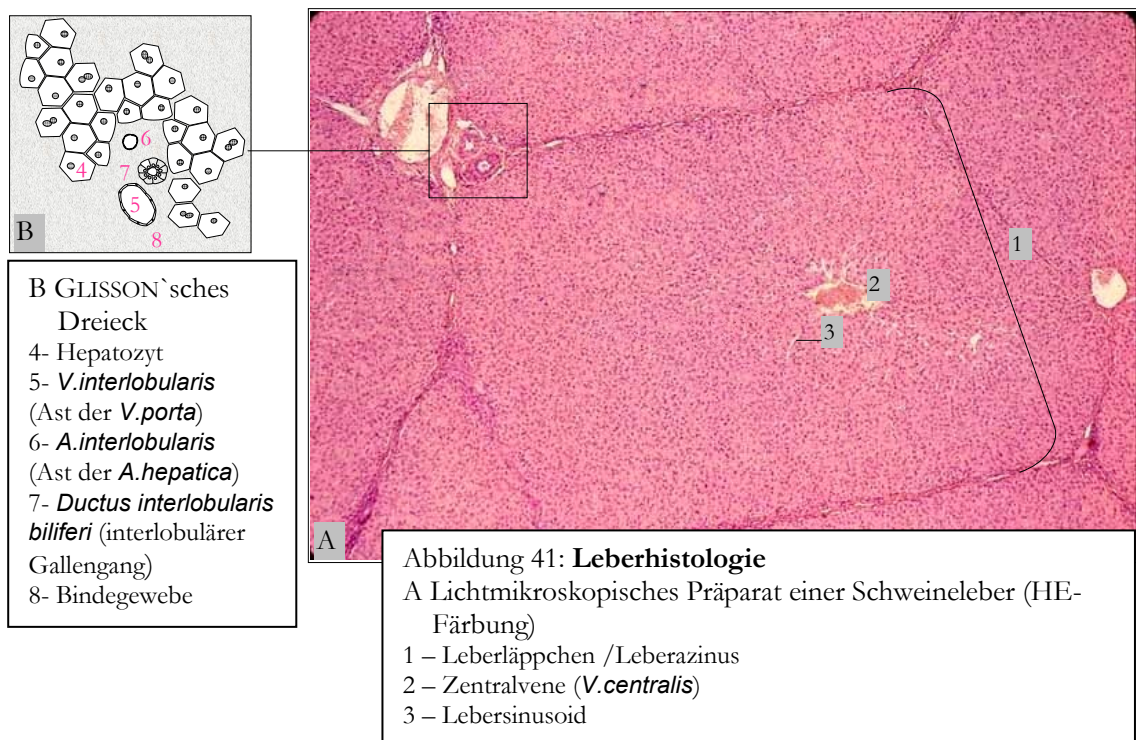 6
4
7
5
B
8
B GLISSON`sches
Dreieck
4- Hepatozyt
5- V.interlobularis
(Ast der V.porta)
6- A.interlobularis
(Ast der A.hepatica)
7- Ductus interlobularis
biliferi (interlobulärer
Gallengang)
8- Bindegewebe
1
2
3
A
Abbildung 41: Leberhistologie
A Lichtmikroskopisches Präparat einer Schweineleber (HE-
Färbung)
1 – Leberläppchen /Leberazinus
2 – Zentralvene (V.centralis)
3 – Lebersinusoid